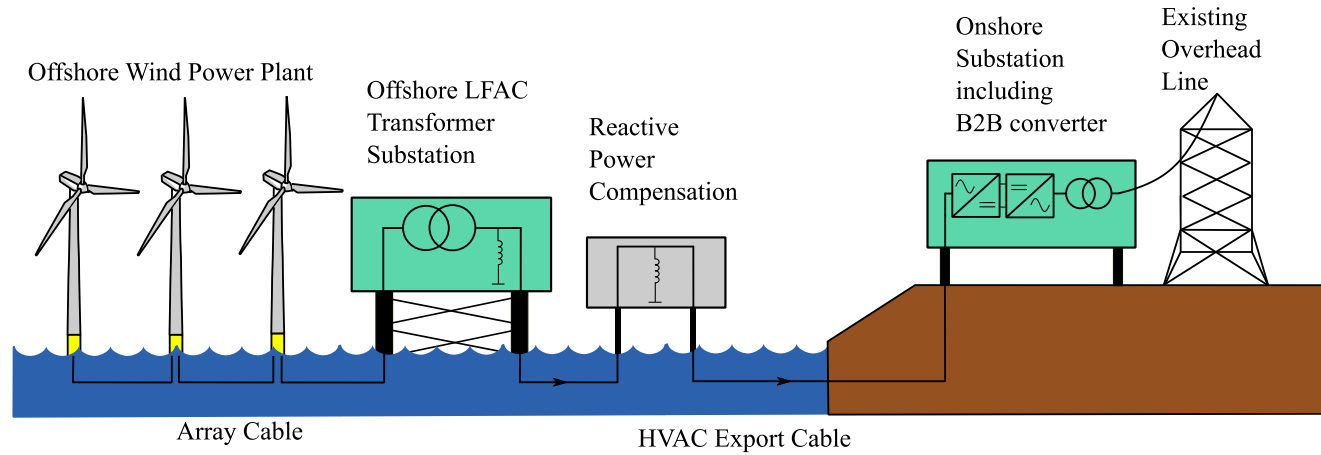 Offshore Wind Power Plant
Offshore LFAC
Transformer
Substation
Reactive
Power
Compensation
Onshore
Substation
including
B2B converter
Existing
Overhead
Line
Array Cable
HVAC Export Cable